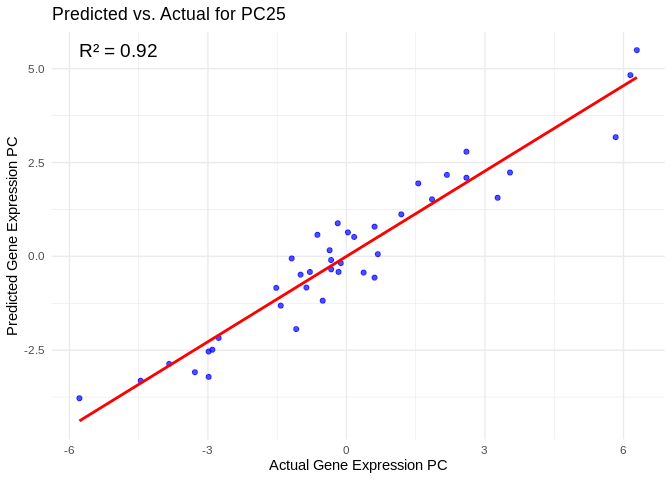 Predicted vs. Actual for PC25
R² = 0.92
5.0
2.5
0.0
-2.5
Predicted Gene Expression PC
-6
-3
0
3
6
Actual Gene Expression PC